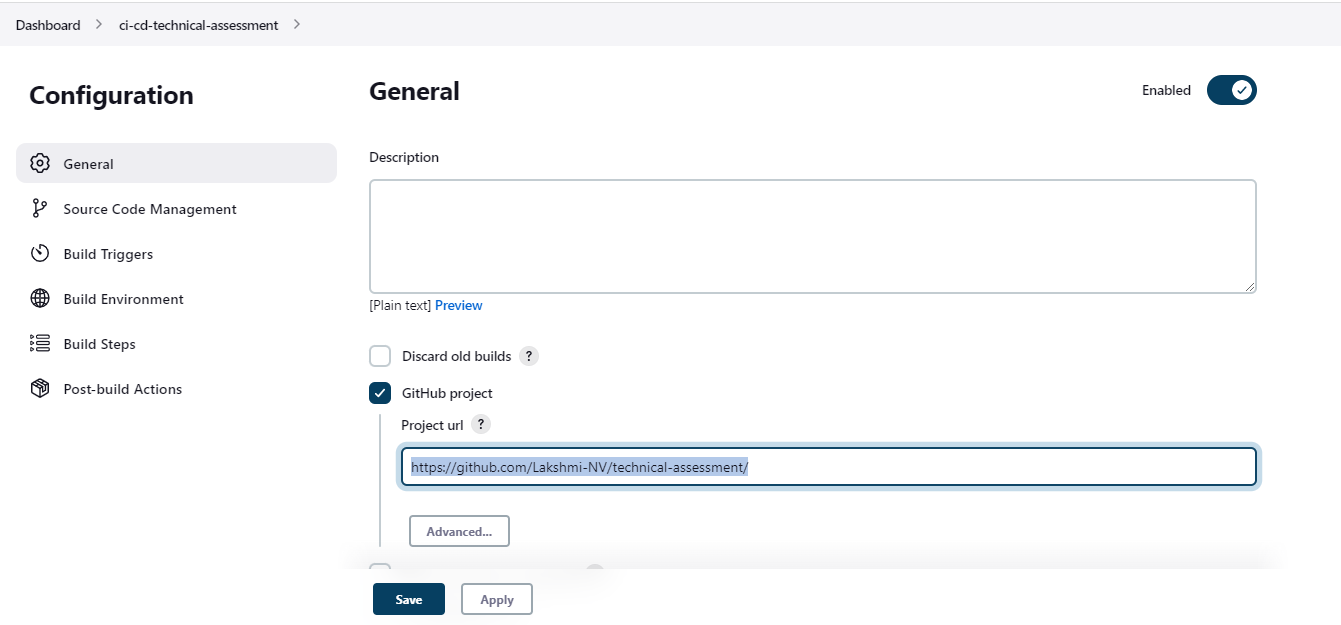 Dashboard > ci-cd-technical-assessment >
Configuration
General
Source Code Management
Build Triggers
Build Environment
Build Steps
Post-build Actions
General
Enabled
Description
[Plain text] Preview
Discard old builds ?
GitHub project
Project url ?
https://github.com/Lakshmi-NV/technical-assessment/
Advanced...
Save
Apply